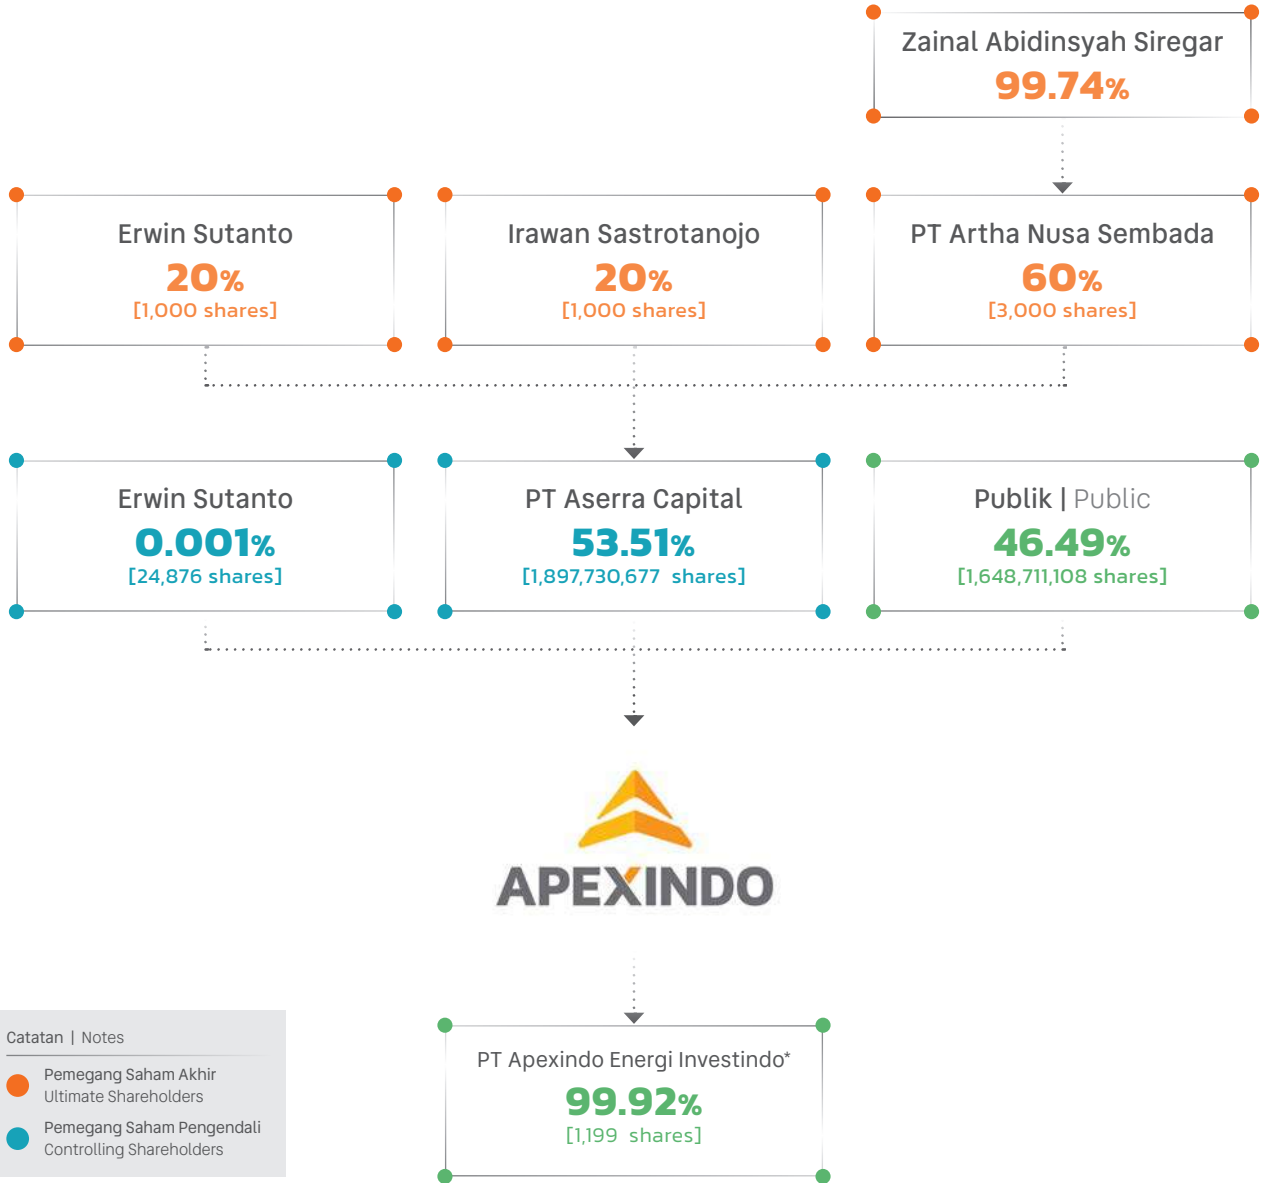 Zainal Abidinsyah Siregar
99.74%
Erwin Sutanto
20%
[1,000 shares]
Irawan Sastrotanojo
20%
[1,000 shares]
PT Artha Nusa Sembada
60%
[3,000 shares]
Erwin Sutanto
0.001%
[24,876 shares]
PT Aserra Capital
53.51%
[1,897,730,677 shares]
Publik | Public
46.49%
[1,648,711,108 shares]
APEXINDO
PT Apexindo Energi Investindo*
99.92%
[1,199 shares]
Catatan | Notes
Pemegang Saham Akhir
Ultimate Shareholders
Pemegang Saham Pengendali
Controlling Shareholders